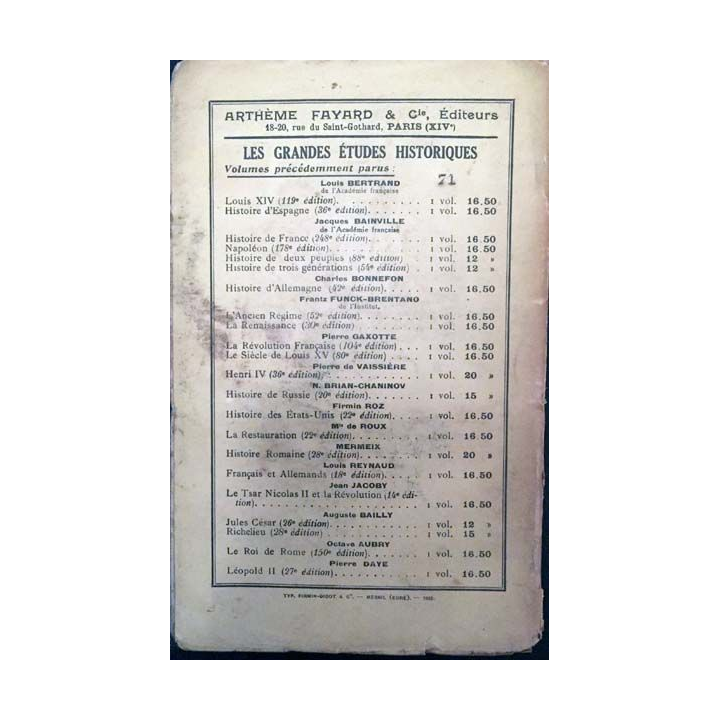 ARTHÈME FAYARD & Cie, Éditeurs
18-20, rue du Saint-Gothard, PARIS (XIVe)
LES GRANDES ÉTUDES HISTORIQUES
Volumes précédemment parus :
71
Louis BERTRAND
de l'Académie française
Louis XIV (119e édition). . . . . . . . . 1 vol. 16.50
Histoire d'Espagne (36e édition). . . . . . . . 1 vol. 16.50
Jacques BAINVILLE
de l'Académie française
Histoire de France (248e édition). . . . . . . 1 vol. 16.50
Napoléon (178e édition). . . . . . . . . . . 1 vol. 16.50
Histoire de deux peuples (88e édition) . . . . 1 vol. 12 »
Histoire de trois générations (54e édition) . . 1 vol. 12 »
Charles BONNEFON
Histoire d'Allemagne (42e édition). . . . . . . 1 vol. 16.50
Frantz FUNCK-BRENTANO
de l'Institut.
L'Ancien Régime (52e édition) . . . . . . . . 1 vol. 16.50
La Renaissance (30e édition) . . . . . . . . 1 vol. 16.50
Pierre GAXOTTE
La Révolution Française (104e édition) . . . . 1 vol. 16.50
Le Siècle de Louis XV (80e édition) . . . . . . 1 vol. 16.50
Pierre de VAISSIÈRE
Henri IV (36e édition). . . . . . . . . . . . 1 vol. 20 »
N. BRIAN-CHANINOV
Histoire de Russie (20e édition). . . . . . . . 1 vol. 15 »
Firmin ROZ
Histoire des États-Unis (22e édition). . . . . . 1 vol. 16.50
Mis de ROUX
La Restauration (22e édition). . . . . . . . . 1 vol. 16.50
MERMEIX
Histoire Romaine (28e édition). . . . . . . . 1 vol. 20 »
Louis REYNAUD
Français et Allemands (18e édition). . . . . . 1 vol. 16.50
Jean JACOBY
Le Tsar Nicolas II et la Révolution (14e édi-
tion). . . . . . . . . . . . . . . . . . 1 vol. 16.50
Auguste BAILLY
Jules César (26e édition). . . . . . . . . . . 1 vol. 12 »
Richelieu (28e édition). . . . . . . . . . . . 1 vol. 15 »
Octave AUBRY
Le Roi de Rome (150e édition). . . . . . . . 1 vol. 16.50
Pierre DAYE
Léopold II (27e édition). . . . . . . . . . . 1 vol. 16.50
TYP. FIRMIN-DIDOT & Cie. — MESNIL (EURE). —